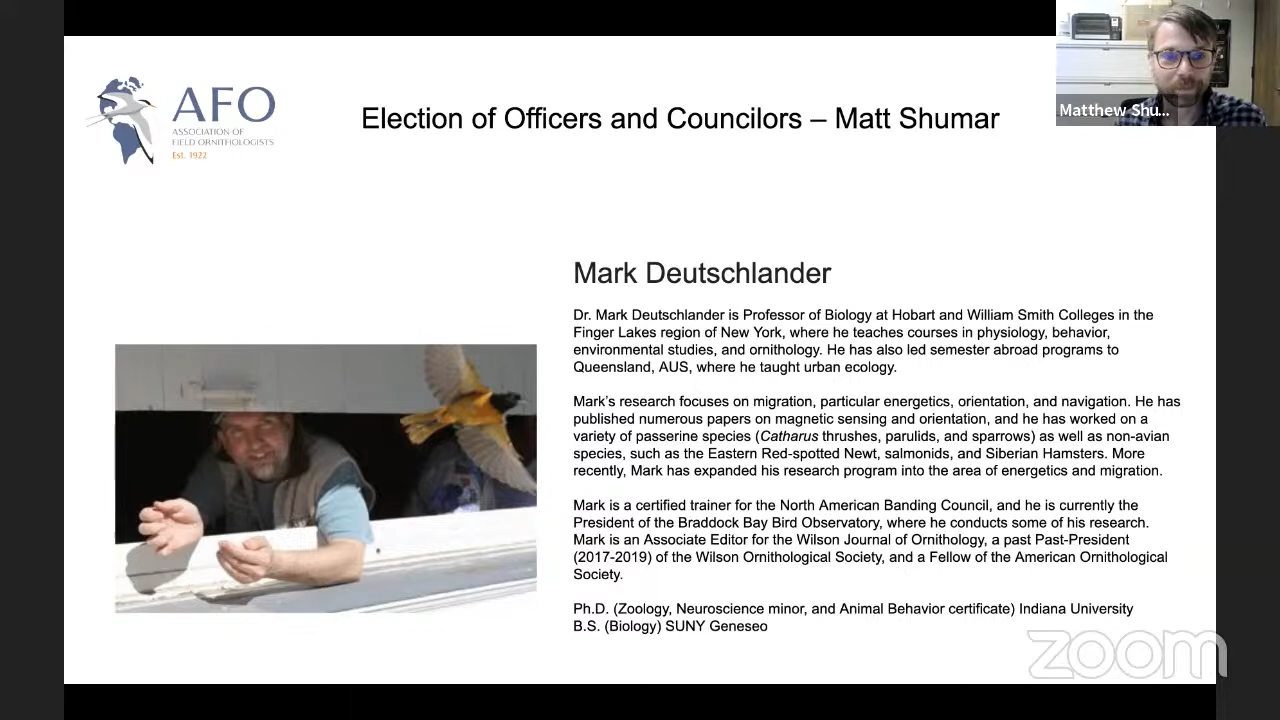 AFO
ASSOCIATION OF
FIELD ORNITHOLOGISTS
Est. 1922
Election of Officers and Councilors – Matt Shumar
Matthew Shu...
Mark Deutschlander
Dr. Mark Deutschlander is Professor of Biology at Hobart and William Smith Colleges in the
Finger Lakes region of New York, where he teaches courses in physiology, behavior,
environmental studies, and ornithology. He has also led semester abroad programs to
Queensland, AUS, where he taught urban ecology.
Mark's research focuses on migration, particular energetics, orientation, and navigation. He has
published numerous papers on magnetic sensing and orientation, and he has worked on a
variety of passerine species (Catharus thrushes, parulids, and sparrows) as well as non-avian
species, such as the Eastern Red-spotted Newt, salmonids, and Siberian Hamsters. More
recently, Mark has expanded his research program into the area of energetics and migration.
Mark is a certified trainer for the North American Banding Council, and he is currently the
President of the Braddock Bay Bird Observatory, where he conducts some of his research.
Mark is an Associate Editor for the Wilson Journal of Ornithology, a past Past-President
(2017-2019) of the Wilson Ornithological Society, and a Fellow of the American Ornithological
Society.
Ph.D. (Zoology, Neuroscience minor, and Animal Behavior certificate) Indiana University
B.S. (Biology) SUNY Geneseo
zoom